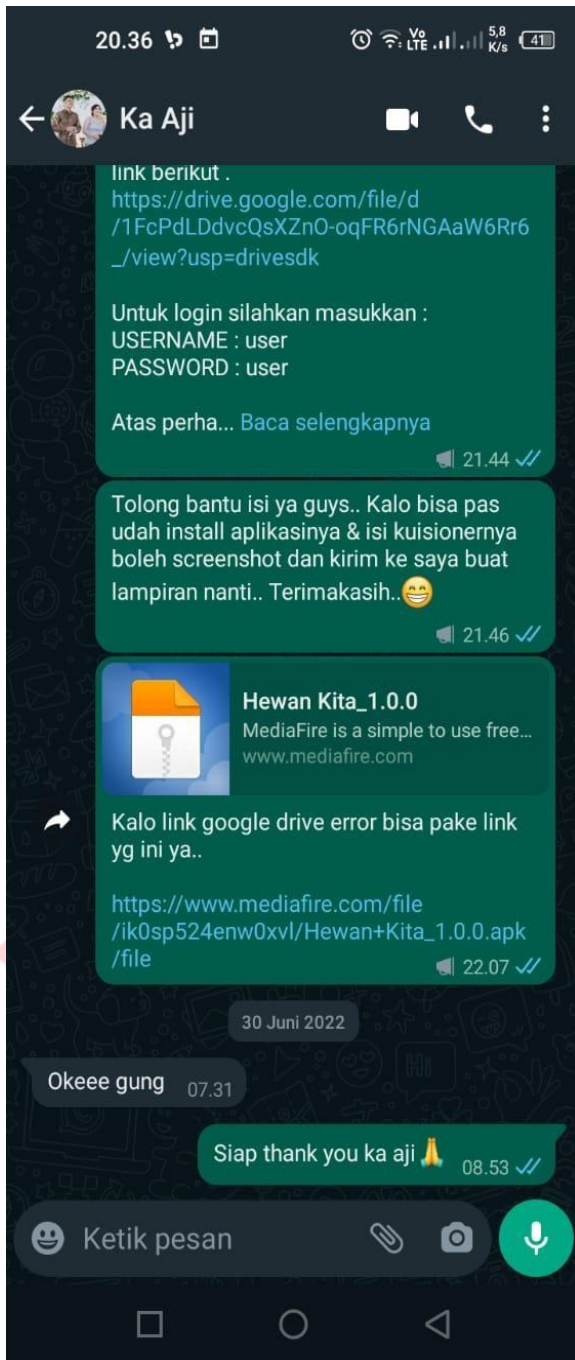 20.36
Vo
LTE
5,8
K/s
41
Ka Aji
link berikut .
https://drive.google.com/file/d
/1FcPdLDdvcQsXZnO-oqFR6rNGAaW6Rr6
_/view?usp=drivesdk
Untuk login silahkan masukkan :
USERNAME : user
PASSWORD : user
Atas perha... Baca selengkapnya
21.44
Tolong bantu isi ya guys.. Kalo bisa pas
udah install aplikasinya & isi kuisionernya
boleh screenshot dan kirim ke saya buat
lampiran nanti.. Terimakasih..😁
21.46
Hewan Kita_1.0.0
MediaFire is a simple to use free...
www.mediafire.com
Kalo link google drive error bisa pake link
yg ini ya..
https://www.mediafire.com/file
/ik0sp524enw0xvl/Hewan+Kita_1.0.0.apk
/file
22.07
30 Juni 2022
Okeee gung
07.31
Siap thank you ka aji🙏
08.53
Ketik pesan